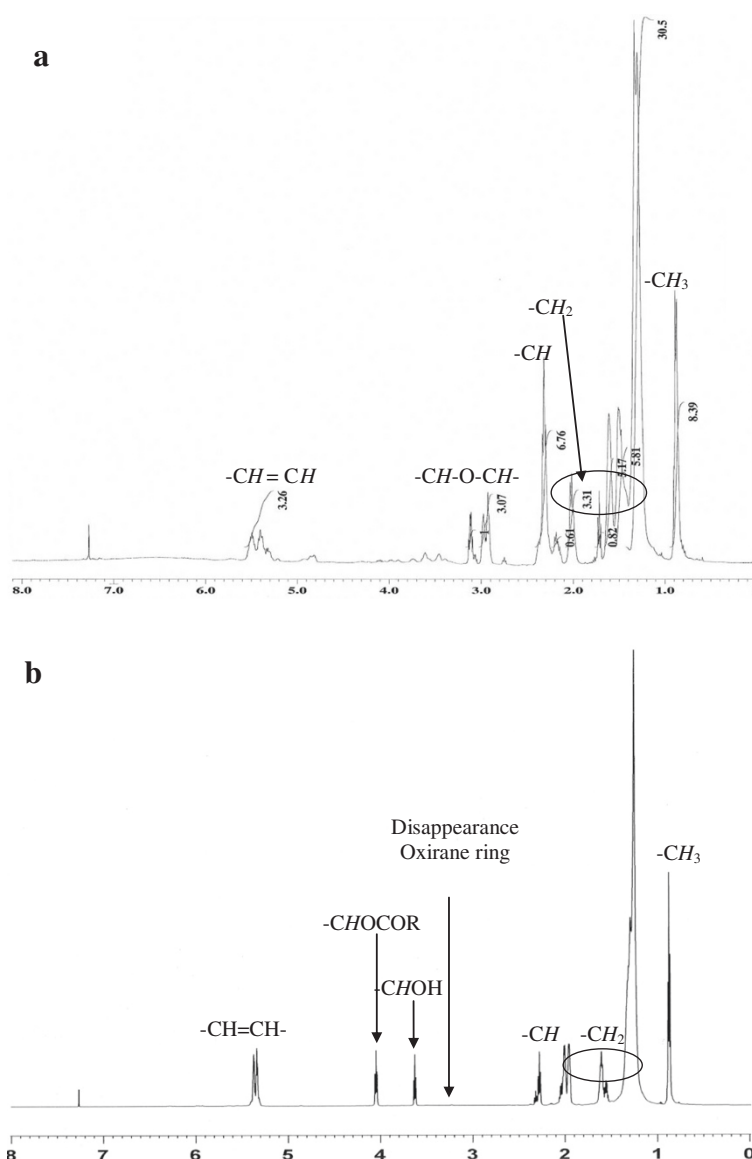 a
30.5
-CH3
-CH2
-CH
8.39
6.76
5.17
5.81
-CH = CH
-CH-O-CH-
3.26
1
3.07
0.61
3.31
0.82
8.0 7.0 6.0 5.0 4.0 3.0 2.0 1.0
b
Disappearance
Oxirane ring
-CH3
-CHOCOR
-CHOH
-CH=CH-
-CH
-CH2
8 7 6 5 4 3 2 1 0